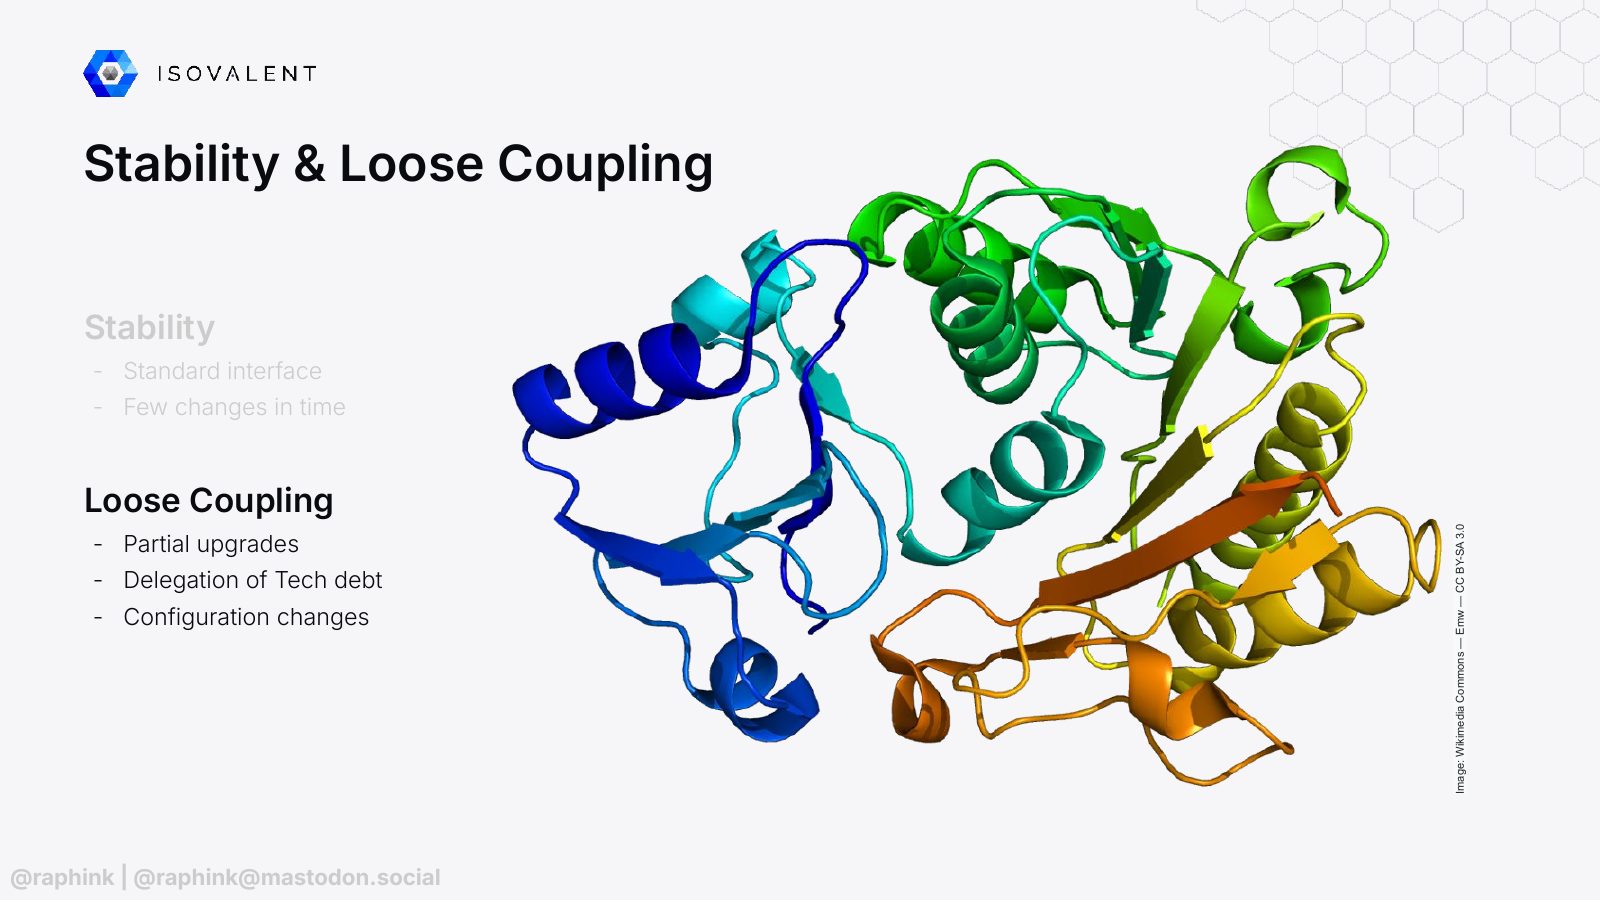 ISOVALENT
Stability & Loose Coupling
Stability
- Standard interface
- Few changes in time
Loose Coupling
- Partial upgrades
- Delegation of Tech debt
- Configuration changes
Image: Wikimedia Commons — Emw — CC BY-SA 3.0
@raphink | @raphink@mastodon.social